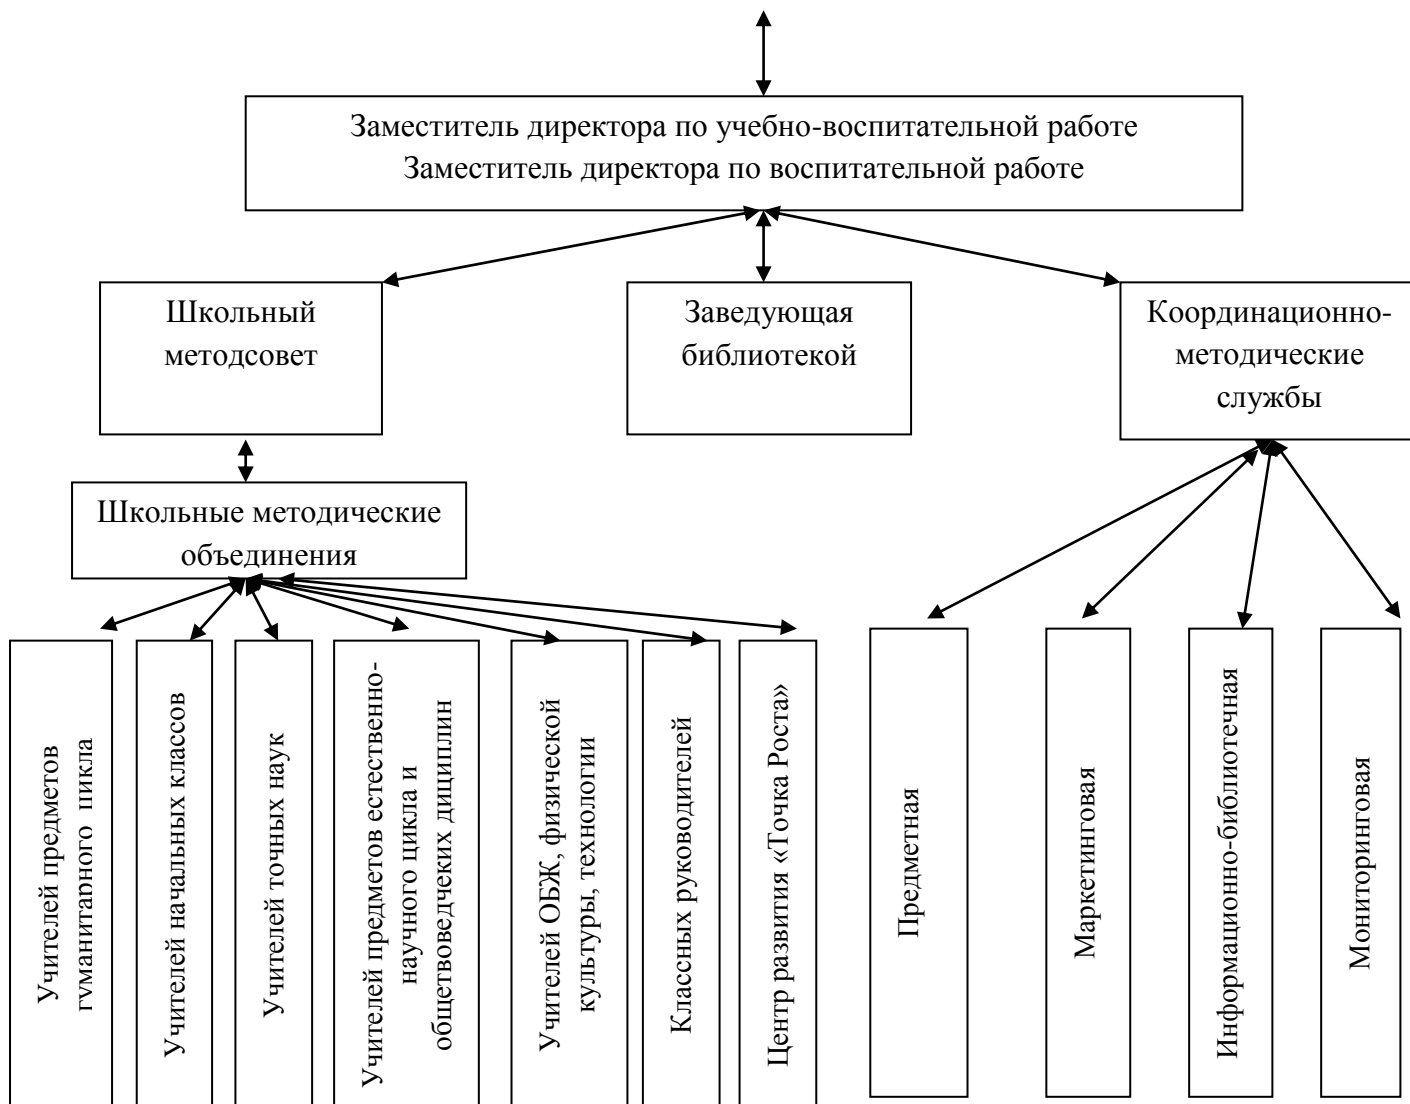 Заместитель директора по учебно-воспитательной работе
Заместитель директора по воспитательной работе
Школьный
методсовет
Заведующая
библиотекой
Координационно-
методические
службы
Школьные методические
объединения
Учителей предметов
гуманитарного цикла
Учителей начальных классов
Учителей точных наук
Учителей предметов естественно-
научного цикла и
общетвоведчеких дициплин
Учителей ОБЖ, физической
культуры, технологии
Классных руководителей
Центр развития «Точка Роста»
Предметная
Маркетинговая
Информационно-библиотечная
Мониторинговая